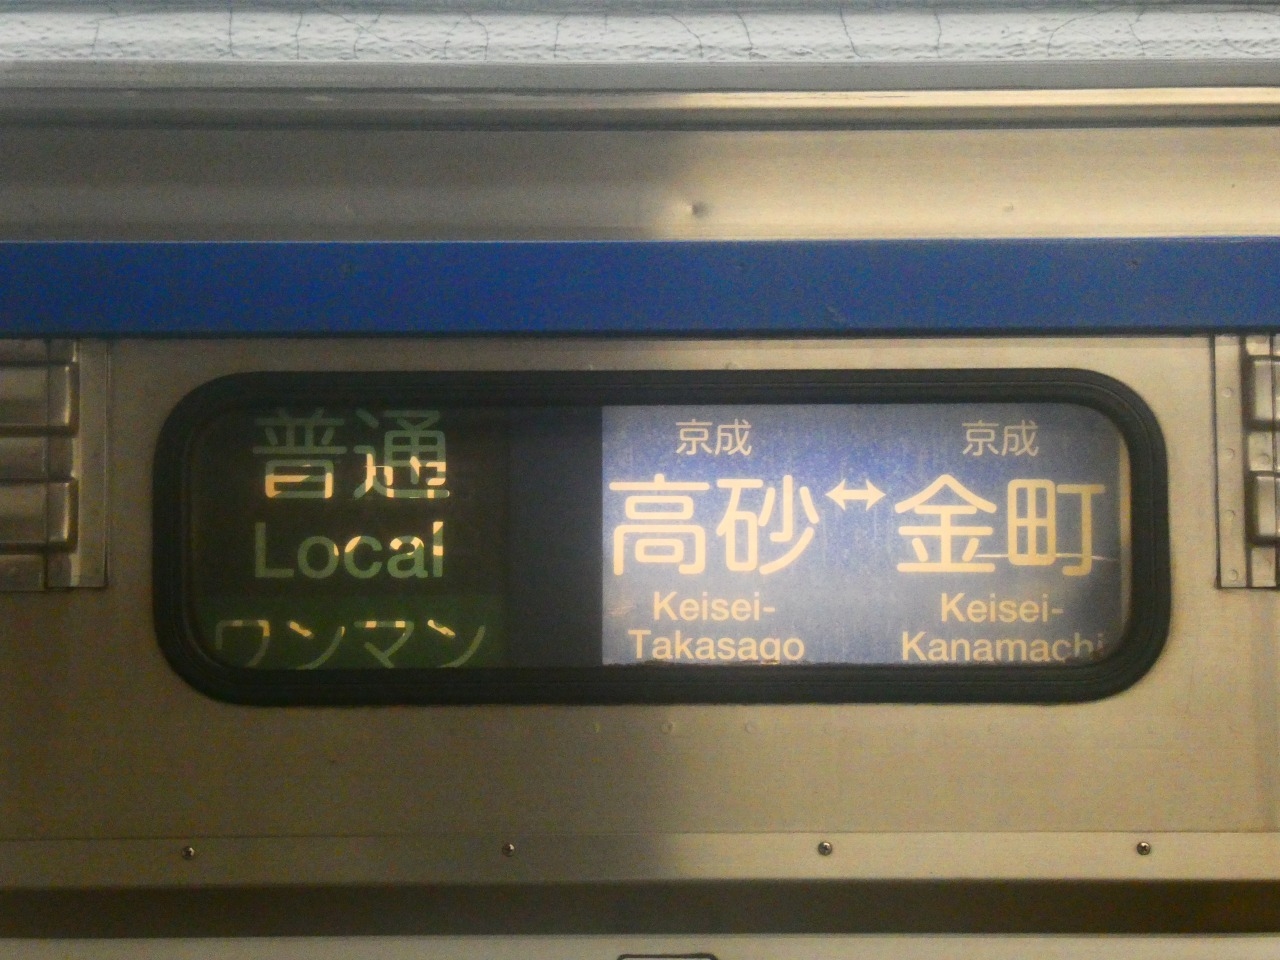 普通
Local
ワンマン
京成 京成
高砂↔金町
Keisei- Keisei-
Takasago Kanamachi